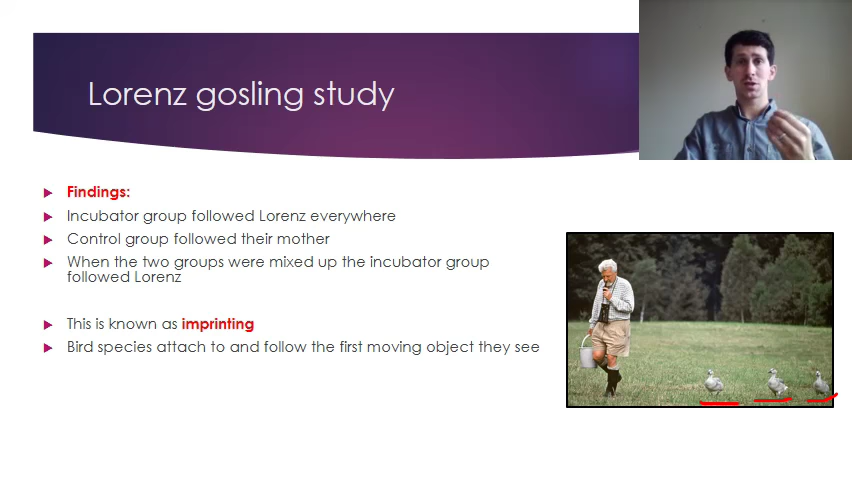 Lorenz gosling study
Findings:
Incubator group followed Lorenz everywhere
Control group followed their mother
When the two groups were mixed up the incubator group
followed Lorenz
This is known as imprinting
Bird species attach to and follow the first moving object they see